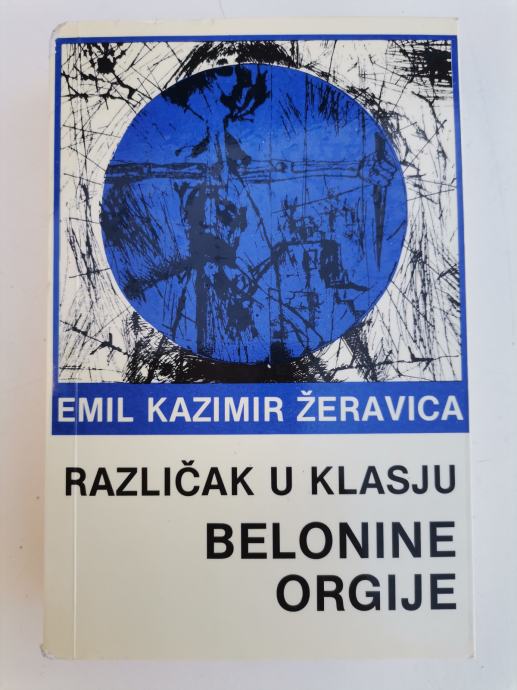 EMIL KAZIMIR ŽERAVICA
RAZLIČAK U KLASJU
BELONINE
ORGIJE